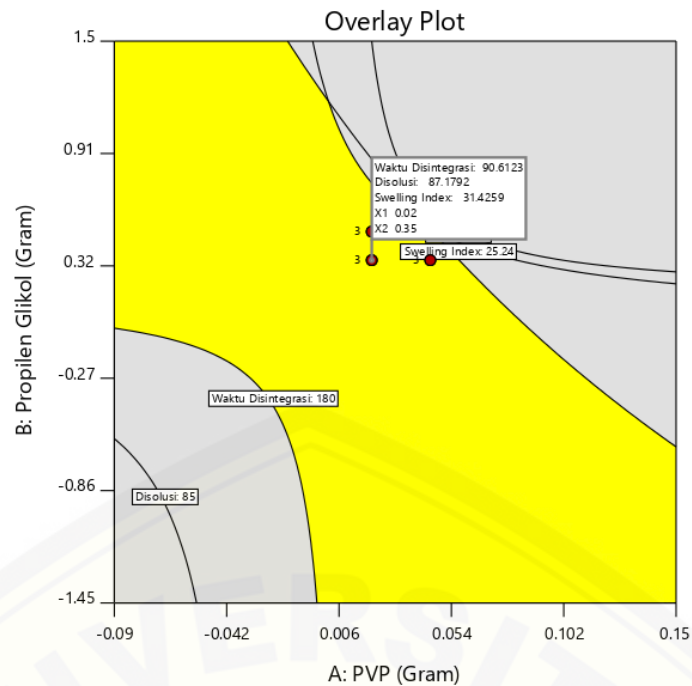 Overlay Plot
1.5
0.91
0.32
-0.27
-0.86
-1.45
B: Propilen Glikol (Gram)
Waktu Disintegrasi: 90.6123
Disolusi: 87.1792
Swelling Index: 31.4259
X1 0.02
X2 0.35
3
3
3
Swelling Index: 25.24
Waktu Disintegrasi: 180
Disolusi: 85
-0.09
-0.042
0.006
0.054
0.102
0.15
A: PVP (Gram)